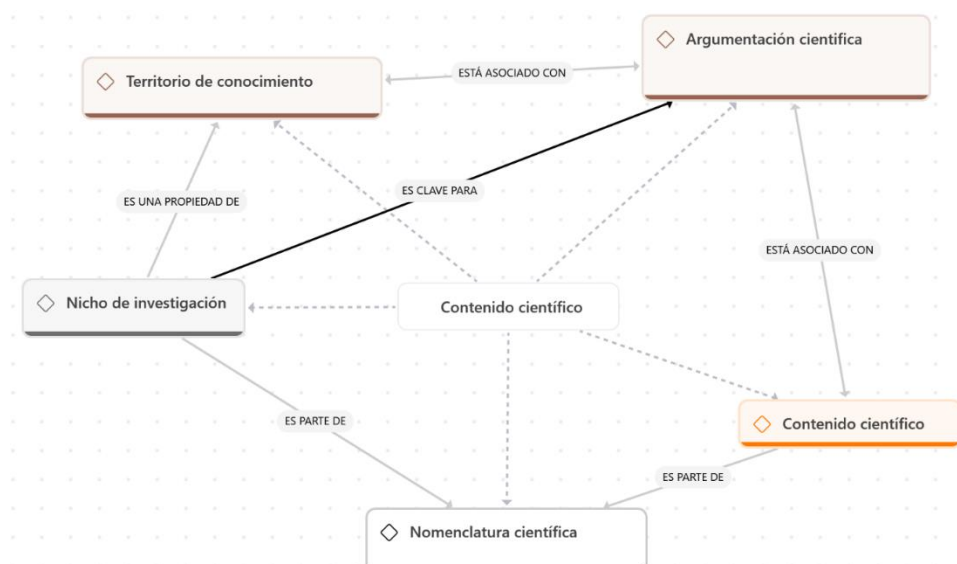 Argumentación cientifica
ESTÁ ASOCIADO CON
Territorio de conocimiento
ES UNA PROPIEDAD DE
ES CLAVE PARA
ESTÁ ASOCIADO CON
Nicho de investigación
Contenido científico
ES PARTE DE
Contenido científico
ES PARTE DE
Nomenclatura científica